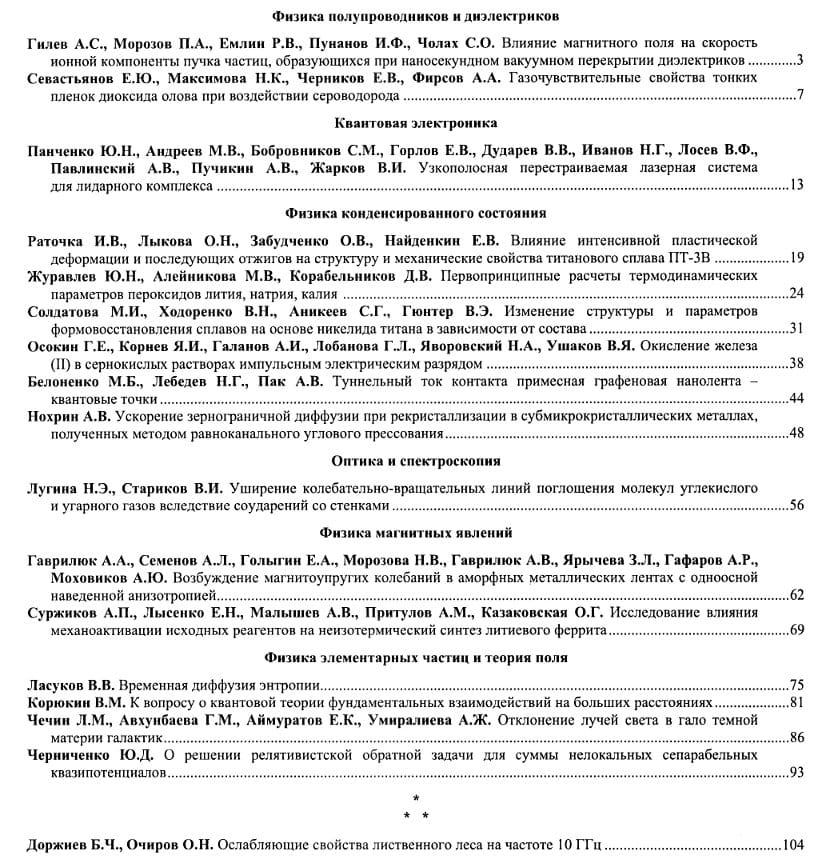 Физика полупроводников и диэлектриков
Гилев А.С., Морозов П.А., Емлин Р.В., Пунанов И.Ф., Чолах С.О. Влияние магнитного поля на скорость
ионной компоненты пучка частиц, образующихся при наносекундном вакуумном перекрытии диэлектриков ............3
Севастьянов Е.Ю., Максимова Н.К., Черников Е.В., Фирсов А.А. Газочувствительные свойства тонких
пленок диоксида олова при воздействии сероводорода ............7
Квантовая электроника
Панченко Ю.Н., Андреев М.В., Бобровников С.М., Горлов Е.В., Дударев В.В., Иванов Н.Г., Лосев В.Ф.,
Павлинский А.В., Пучикин А.В., Жарков В.И. Узкополосная перестраиваемая лазерная система
для лидарного комплекса ............13
Физика конденсированного состояния
Раточка И.В., Лыкова О.Н., Забудченко О.В., Найденкин Е.В. Влияние интенсивной пластической
деформации и последующих отжигов на структуру и механические свойства титанового сплава ПТ-3В ............19
Журавлев Ю.Н., Алейникова М.В., Корабельников Д.В. Первопринципные расчеты термодинамических
параметров пероксидов лития, натрия, калия ............24
Солдатова М.И., Ходоренко В.Н., Аникеев С.Г., Гюнтер В.Э. Изменение структуры и параметров
формовосстановления сплавов на основе никелида титана в зависимости от состава ............31
Осокин Г.Е., Корнев Я.И., Галанов А.И., Лобанова Г.Л., Яворовский Н.А., Ушаков В.Я. Окисление железа
(II) в сернокислых растворах импульсным электрическим разрядом ............38
Белоненко М.Б., Лебедев Н.Г., Пак А.В. Туннельный ток контакта примесная графеновая нанолента –
квантовые точки ............44
Нохрин А.В. Ускорение зернограничной диффузии при рекристаллизации в субмикрокристаллических металлах,
полученных методом равноканального углового прессования ............48
Оптика и спектроскопия
Лугина Н.Э., Стариков В.И. Уширение колебательно-вращательных линий поглощения молекул углекислого
и угарного газов вследствие соударений со стенками ............56
Физика магнитных явлений
Гаврилюк А.А., Семенов А.Л., Голыгин Е.А., Морозова Н.В., Гаврилюк А.В., Ярычева З.Л., Гафаров А.Р.,
Моховиков А.Ю. Возбуждение магнитоупругих колебаний в аморфных металлических лентах с одноосной
наведенной анизотропией ............62
Суржиков А.П., Лысенко Е.Н., Малышев А.В., Притулов А.М., Казаковская О.Г. Исследование влияния
механоактивации исходных реагентов на неизотермический синтез литиевого феррита ............69
Физика элементарных частиц и теория поля
Ласуков В.В. Временная диффузия энтропии ............75
Корюкин В.М. К вопросу о квантовой теории фундаментальных взаимодействий на больших расстояниях ............81
Чечин Л.М., Авхунбаева Г.М., Аймуратов Е.К., Умиралиева А.Ж. Отклонение лучей света в гало темной
материи галактик ............86
Черниченко Ю.Д. О решении релятивистской обратной задачи для суммы нелокальных сепарабельных
квазипотенциалов ............93
*
* *
Доржиев Б.Ч., Очиров О.Н. Ослабляющие свойства лиственного леса на частоте 10 ГГц ............104